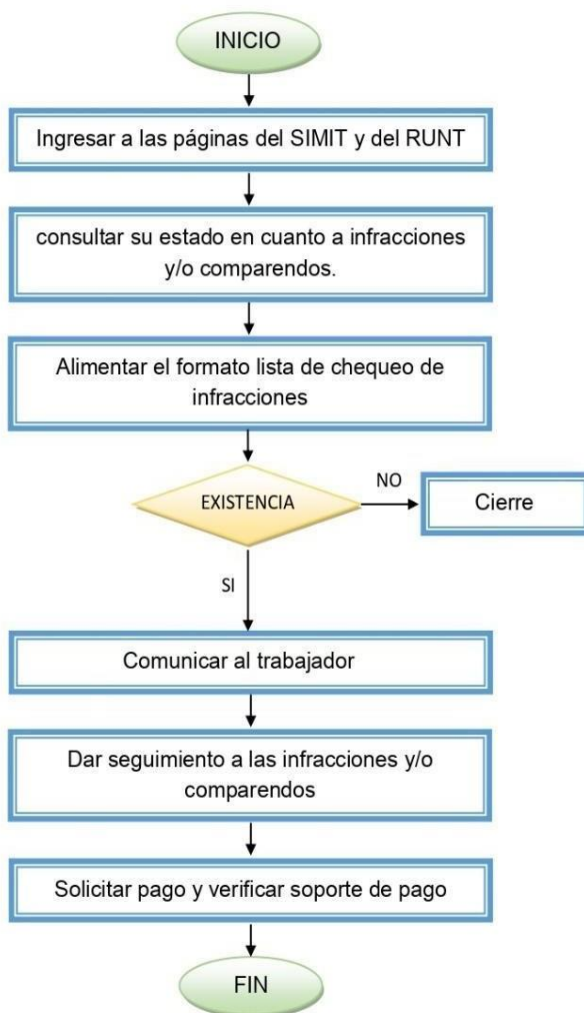 INICIO
Ingresar a las páginas del SIMIT y del RUNT
consultar su estado en cuanto a infracciones
y/o comparendos.
Alimentar el formato lista de chequeo de
infracciones
EXISTENCIA
NO
Cierre
SI
Comunicar al trabajador
Dar seguimiento a las infracciones y/o
comparendos
Solicitar pago y verificar soporte de pago
FIN